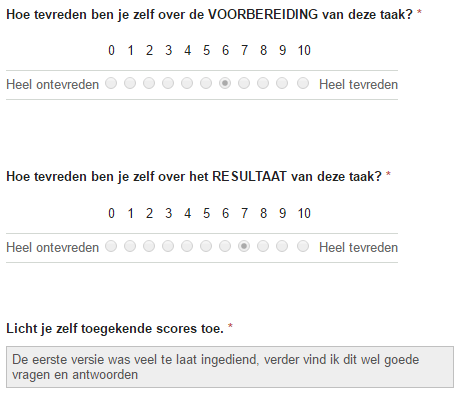 Hoe tevreden ben je zelf over de VOORBEREIDING van deze taak? *
0 1 2 3 4 5 6 7 8 9 10
Heel ontevreden Heel tevreden
Hoe tevreden ben je zelf over het RESULTAAT van deze taak? *
0 1 2 3 4 5 6 7 8 9 10
Heel ontevreden Heel tevreden
Licht je zelf toegekende scores toe. *
De eerste versie was veel te laat ingediend, verder vind ik dit wel goede
vragen en antwoorden